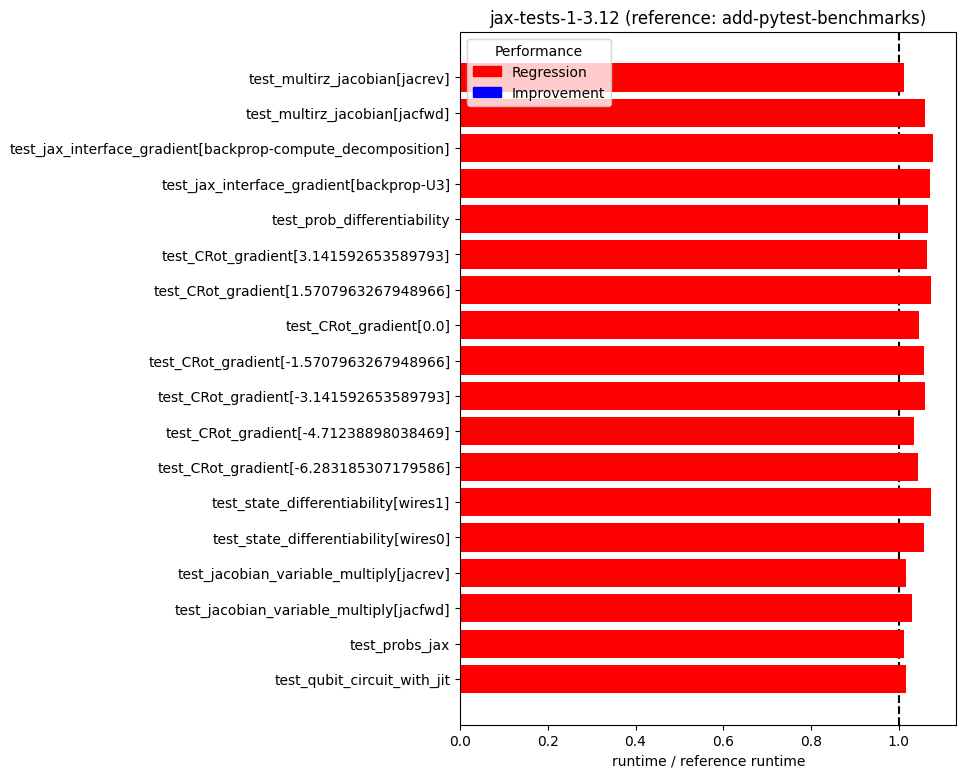 jax-tests-1-3.12 (reference: add-pytest-benchmarks)
Performance
Regression
Improvement
test_multirz_jacobian[jacrev]
test_multirz_jacobian[jacfwd]
test_jax_interface_gradient[backprop-compute_decomposition]
test_jax_interface_gradient[backprop-U3]
test_prob_differentiability
test_CRot_gradient[3.141592653589793]
test_CRot_gradient[1.5707963267948966]
test_CRot_gradient[0.0]
test_CRot_gradient[-1.5707963267948966]
test_CRot_gradient[-3.141592653589793]
test_CRot_gradient[-4.71238898038469]
test_CRot_gradient[-6.283185307179586]
test_state_differentiability[wires1]
test_state_differentiability[wires0]
test_jacobian_variable_multiply[jacrev]
test_jacobian_variable_multiply[jacfwd]
test_probs_jax
test_qubit_circuit_with_jit
0.0 0.2 0.4 0.6 0.8 1.0
runtime / reference runtime